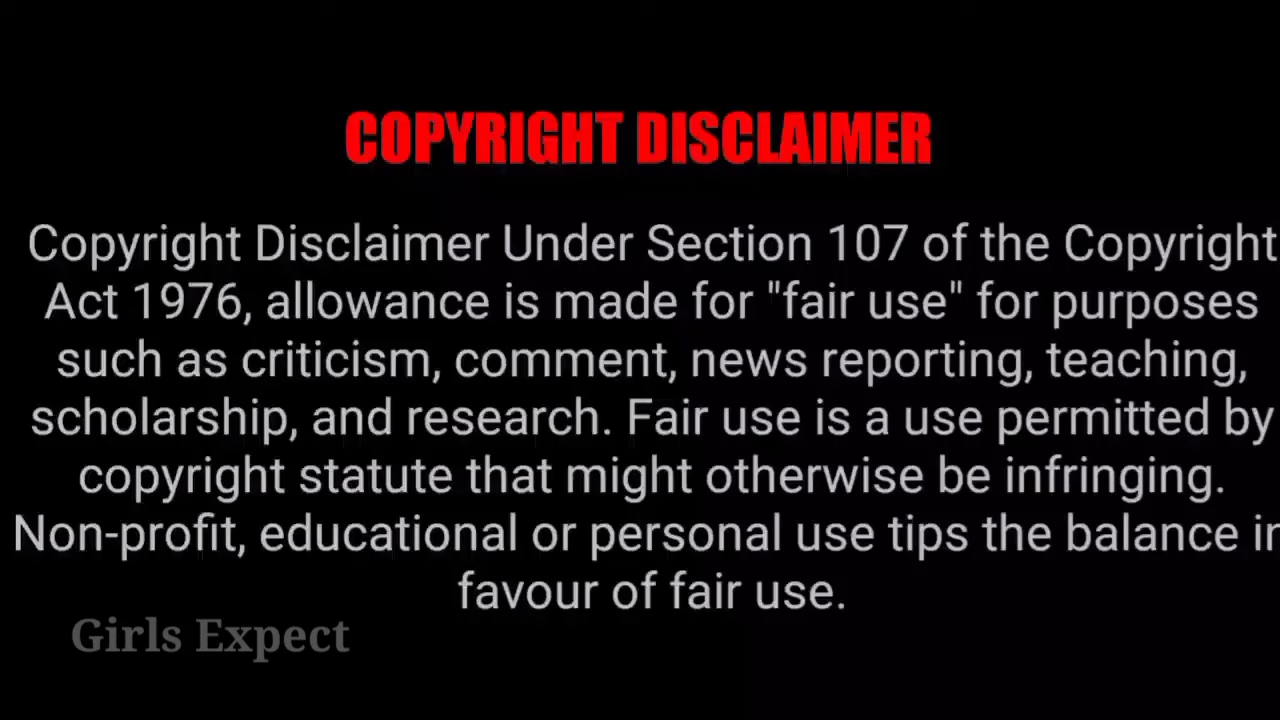 COPYRIGHT DISCLAIMER
Copyright Disclaimer Under Section 107 of the Copyright
Act 1976, allowance is made for "fair use" for purposes
such as criticism, comment, news reporting, teaching,
scholarship, and research. Fair use is a use permitted by
copyright statute that might otherwise be infringing.
Non-profit, educational or personal use tips the balance in
favour of fair use.
Girls Expect